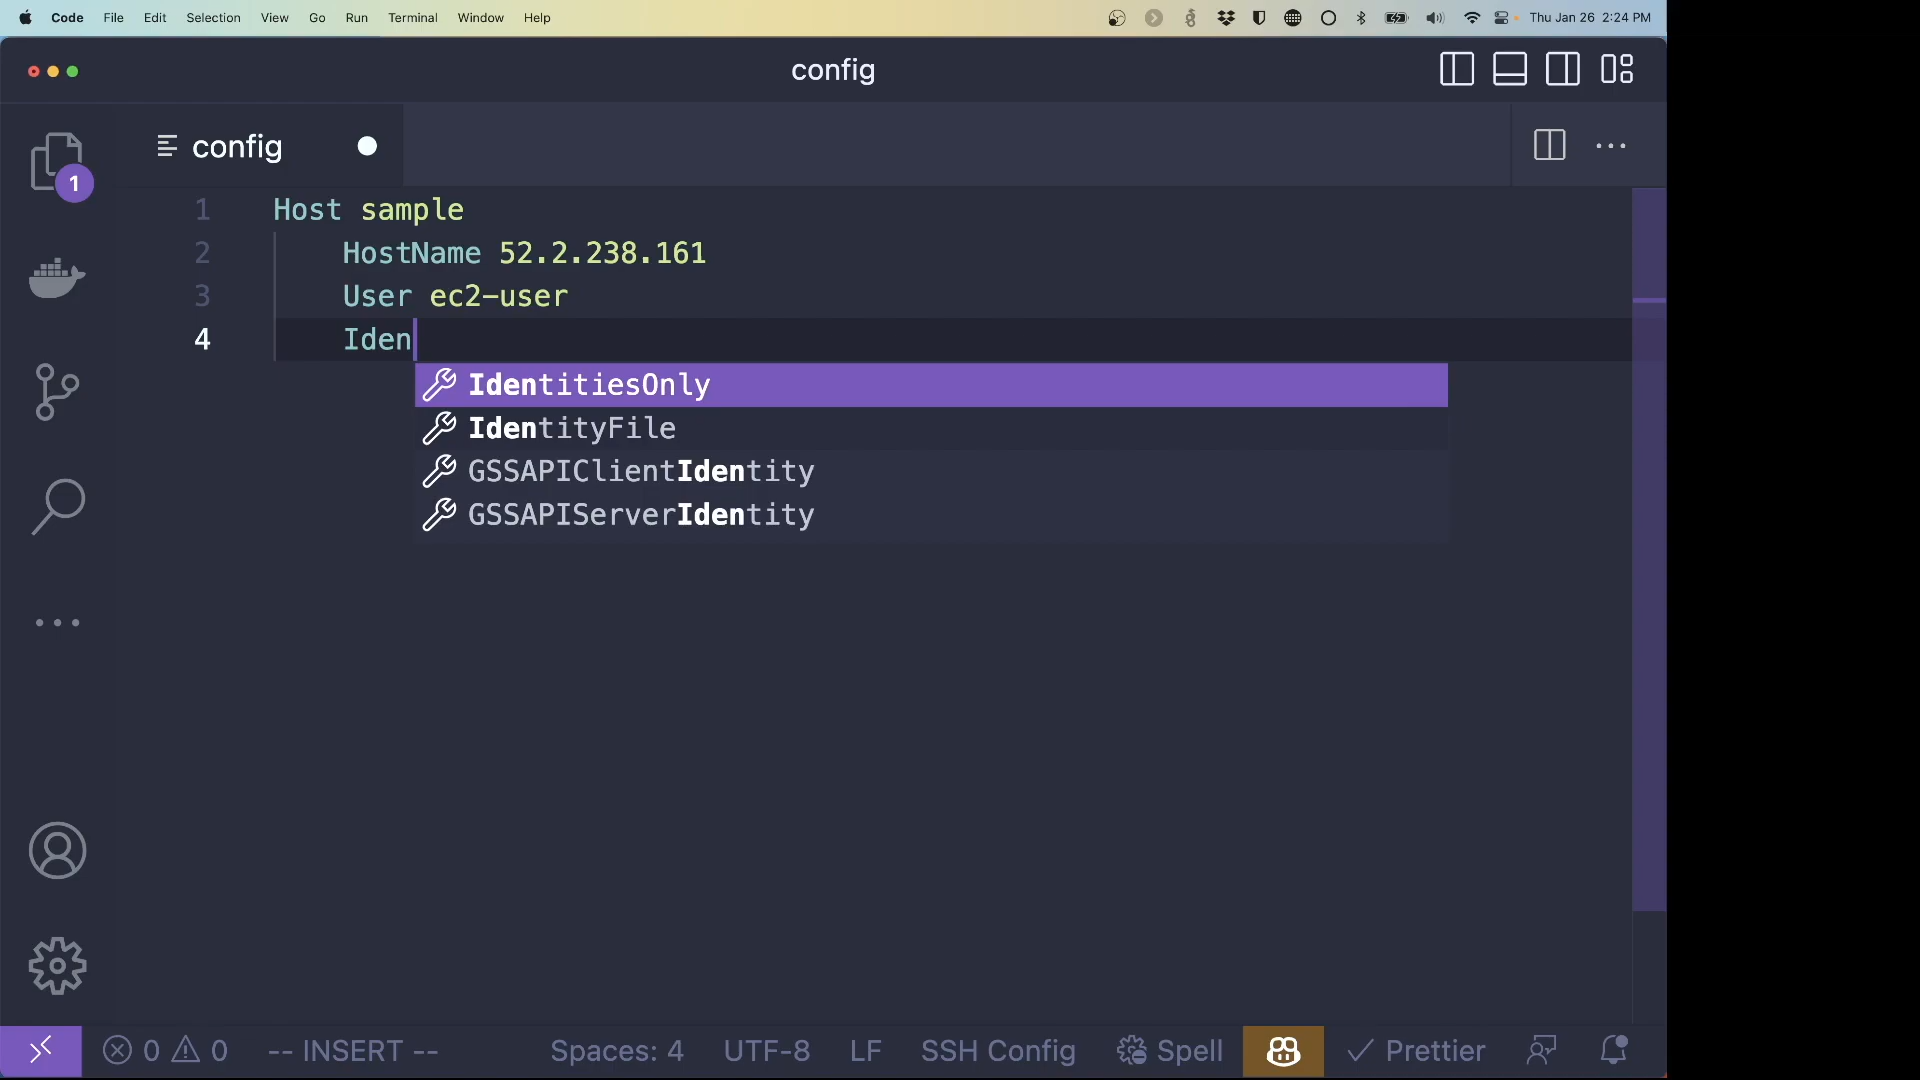 Code File Edit Selection View Go Run Terminal Window Help Thu Jan 26 2:24 PM
config
config
1
1 Host sample
2 HostName 52.2.238.161
3 User ec2-user
4 Iden
IdentitiesOnly
IdentityFile
GSSAPIClientIdentity
GSSAPIServerIdentity
0 0 -- INSERT -- Spaces: 4 UTF-8 LF SSH Config Spell Prettier